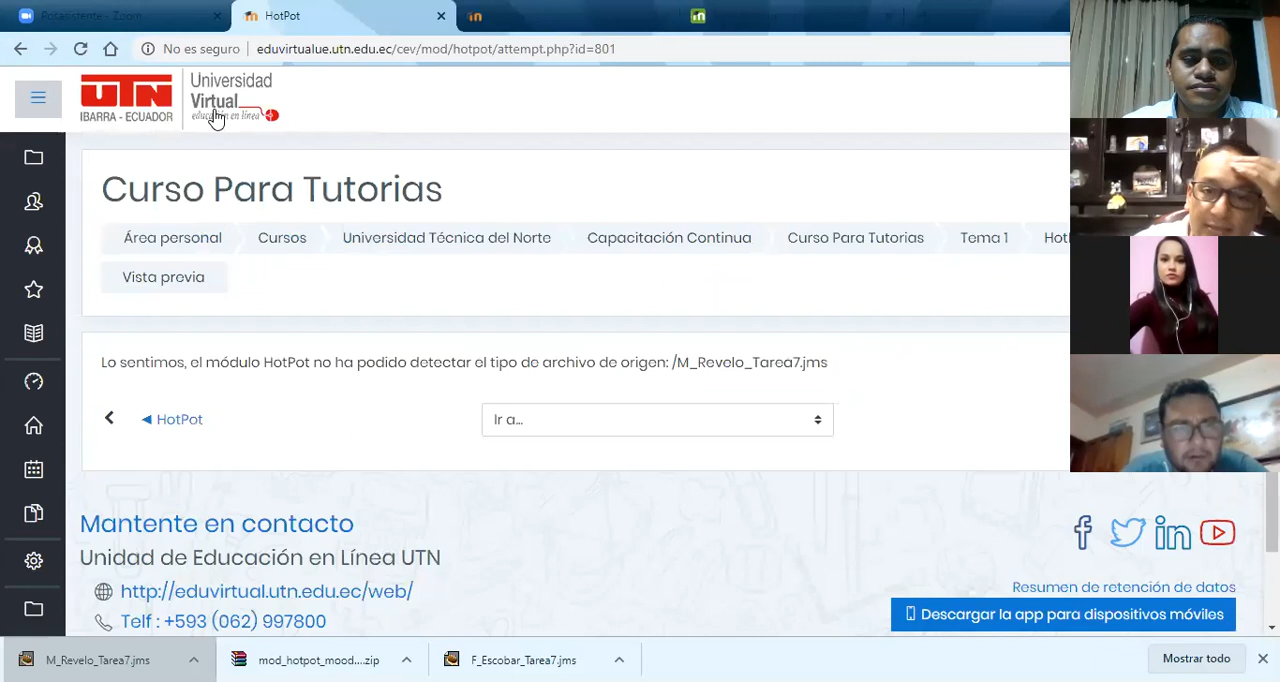 Potasistente - Zoom
HotPot
No es seguro
eduvirtualue.utn.edu.ec/cev/mod/hotpot/attempt.php?id=801
UTN
IBARRA - ECUADOR
Universidad
Virtual
educación en línea
Curso Para Tutorias
Área personal
Cursos
Universidad Técnica del Norte
Capacitación Continua
Curso Para Tutorias
Tema 1
Vista previa
Lo sentimos, el módulo HotPot no ha podido detectar el tipo de archivo de origen: /M_Revelo_Tarea7.jms
◄ HotPot
Ir a...
Mantente en contacto
Unidad de Educación en Línea UTN
http://eduvirtual.utn.edu.ec/web/
Telf : +593 (062) 997800
Resumen de retención de datos
Descargar la app para dispositivos móviles
M_Revelo_Tarea7.jms
mod_hotpot_mood....zip
F_Escobar_Tarea7.jms
Mostrar todo